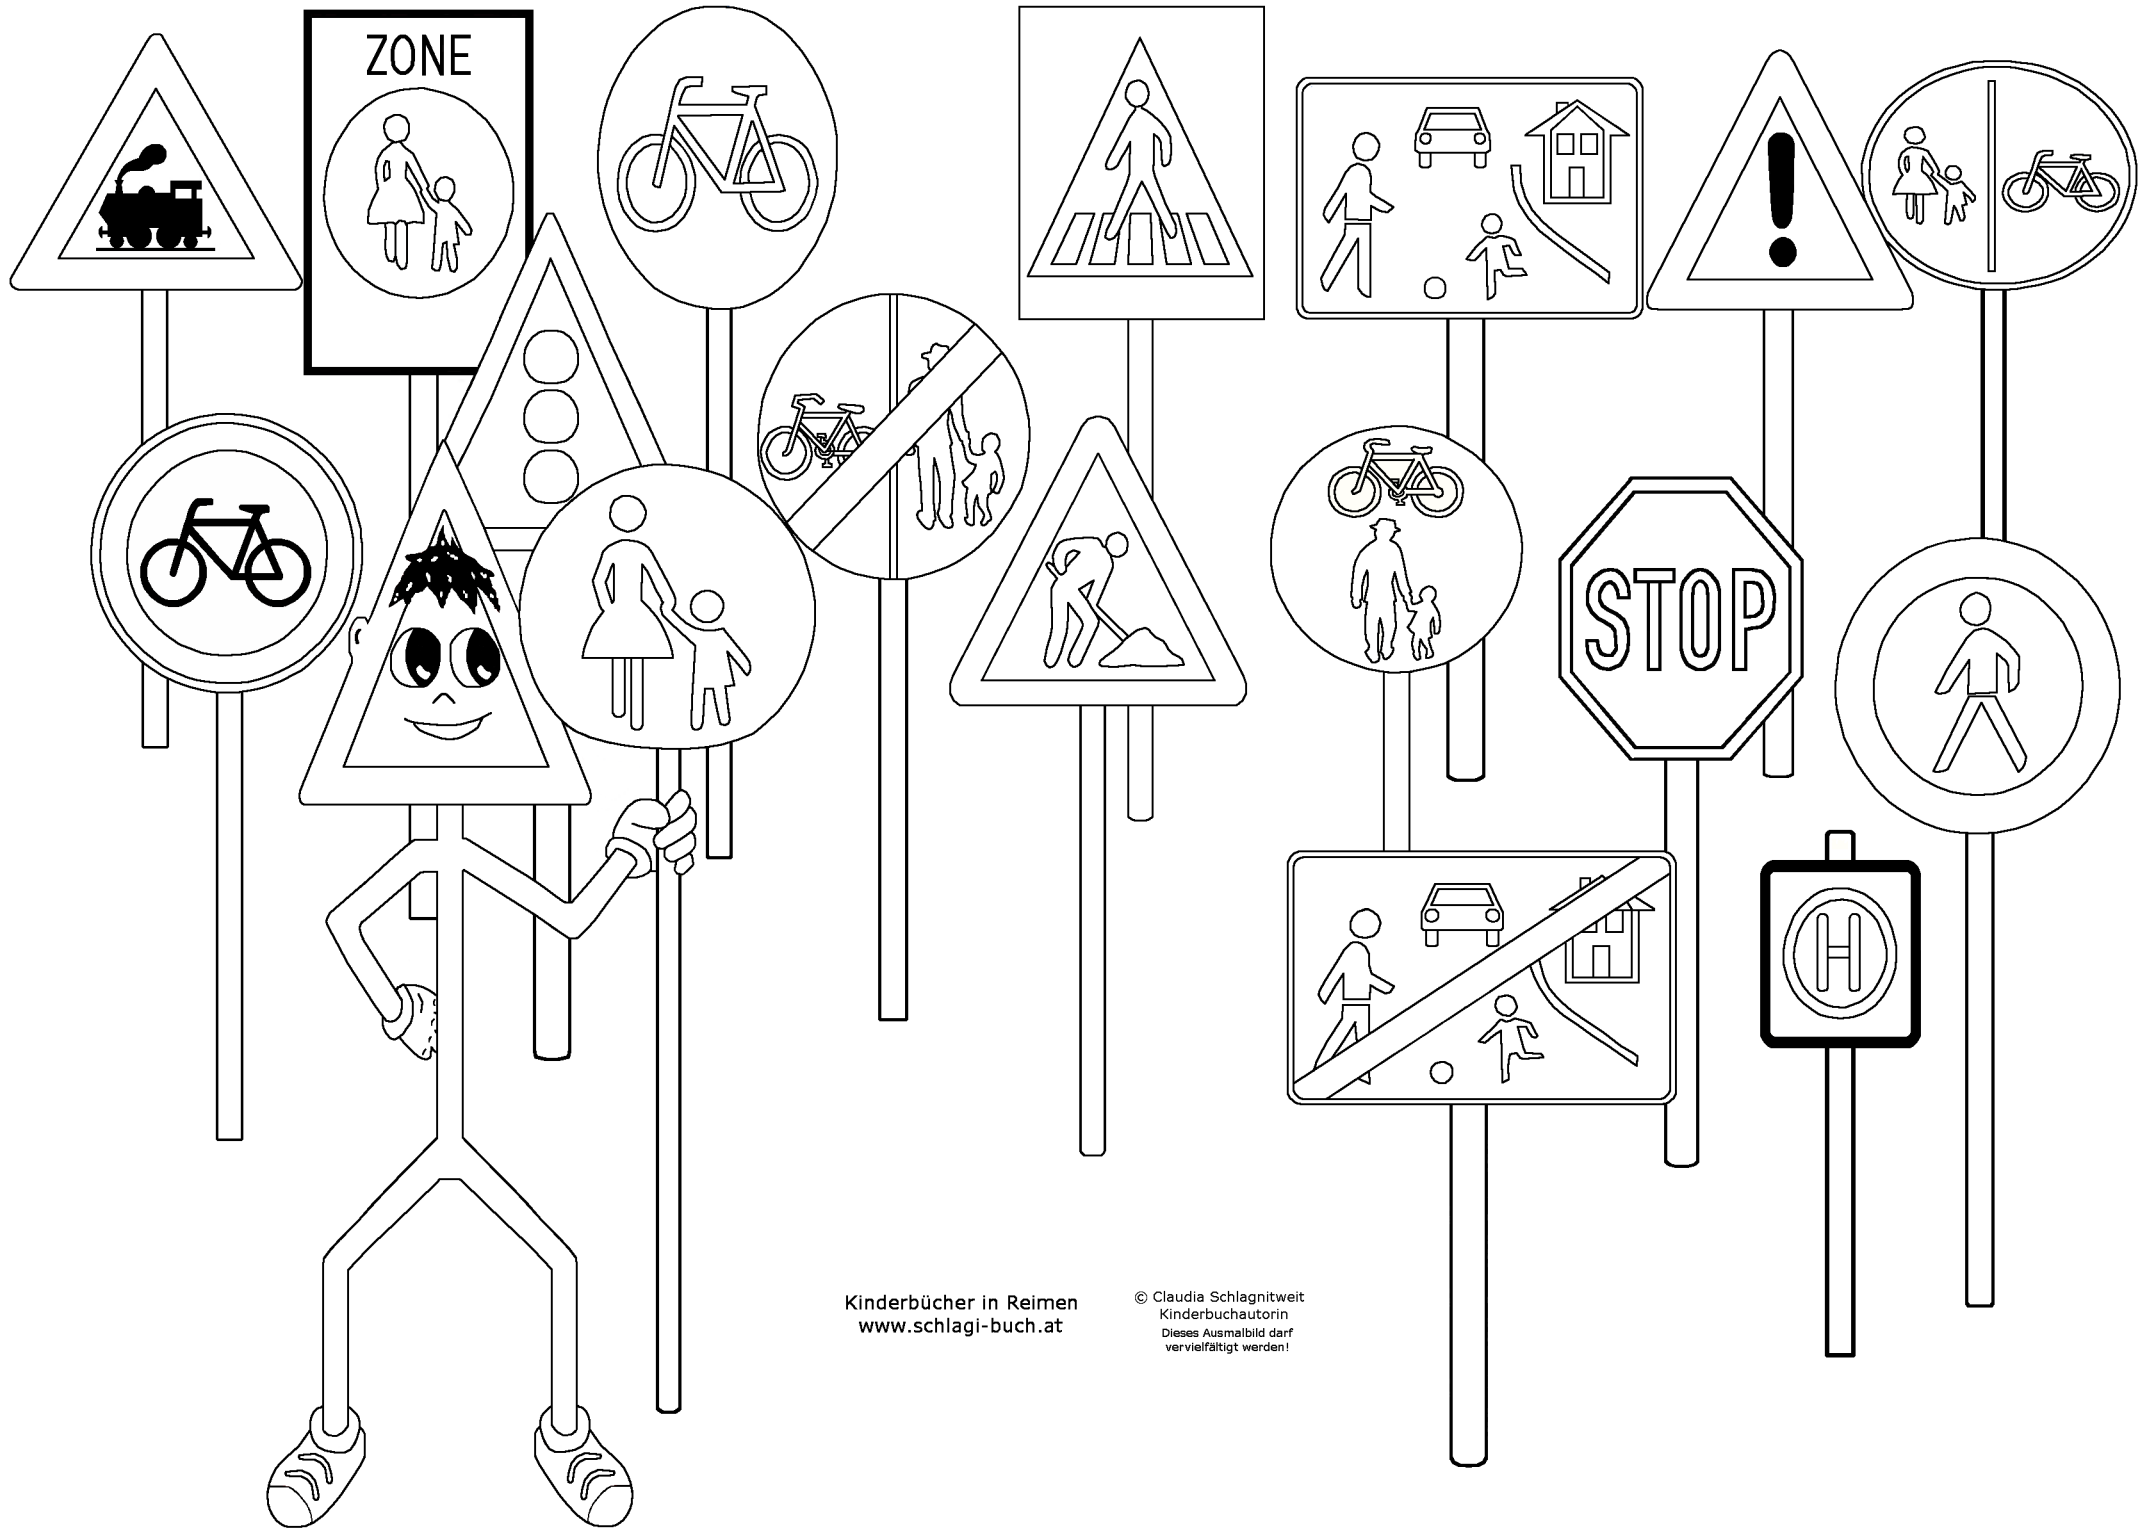 ZONE
STOP
H
Kinderbücher in Reimen
www.schlagi-buch.at
© Claudia Schlagnitweit
Kinderbuchautorin
Dieses Ausmalbild darf
vervielfältigt werden!